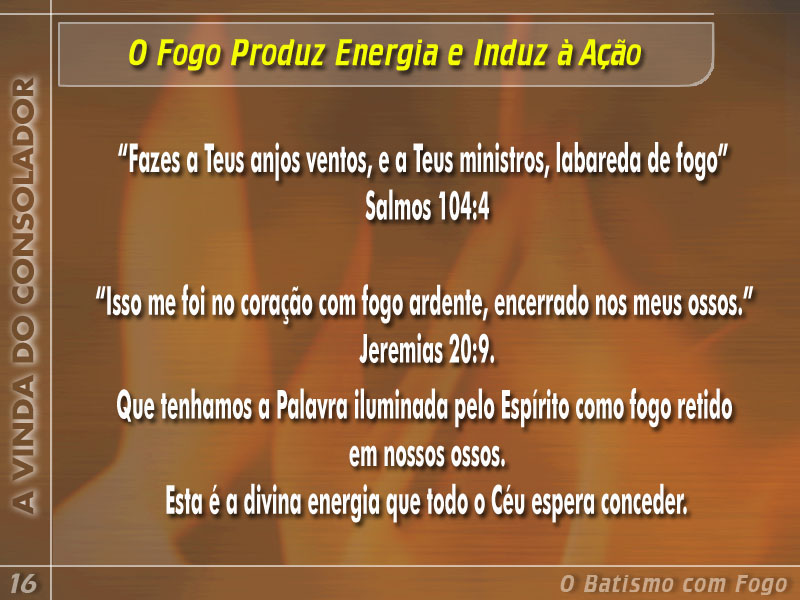 O Fogo Produz Energia e Induz à Ação
A VINDA DO CONSOLADOR
“Fazes a Teus anjos ventos, e a Teus ministros, labareda de fogo”
Salmos 104:4
“Isso me foi no coração com fogo ardente, encerrado nos meus ossos.”
Jeremias 20:9.
Que tenhamos a Palavra iluminada pelo Espírito como fogo retido
em nossos ossos.
Esta é a divina energia que todo o Céu espera conceder.
16
O Batismo com Fogo